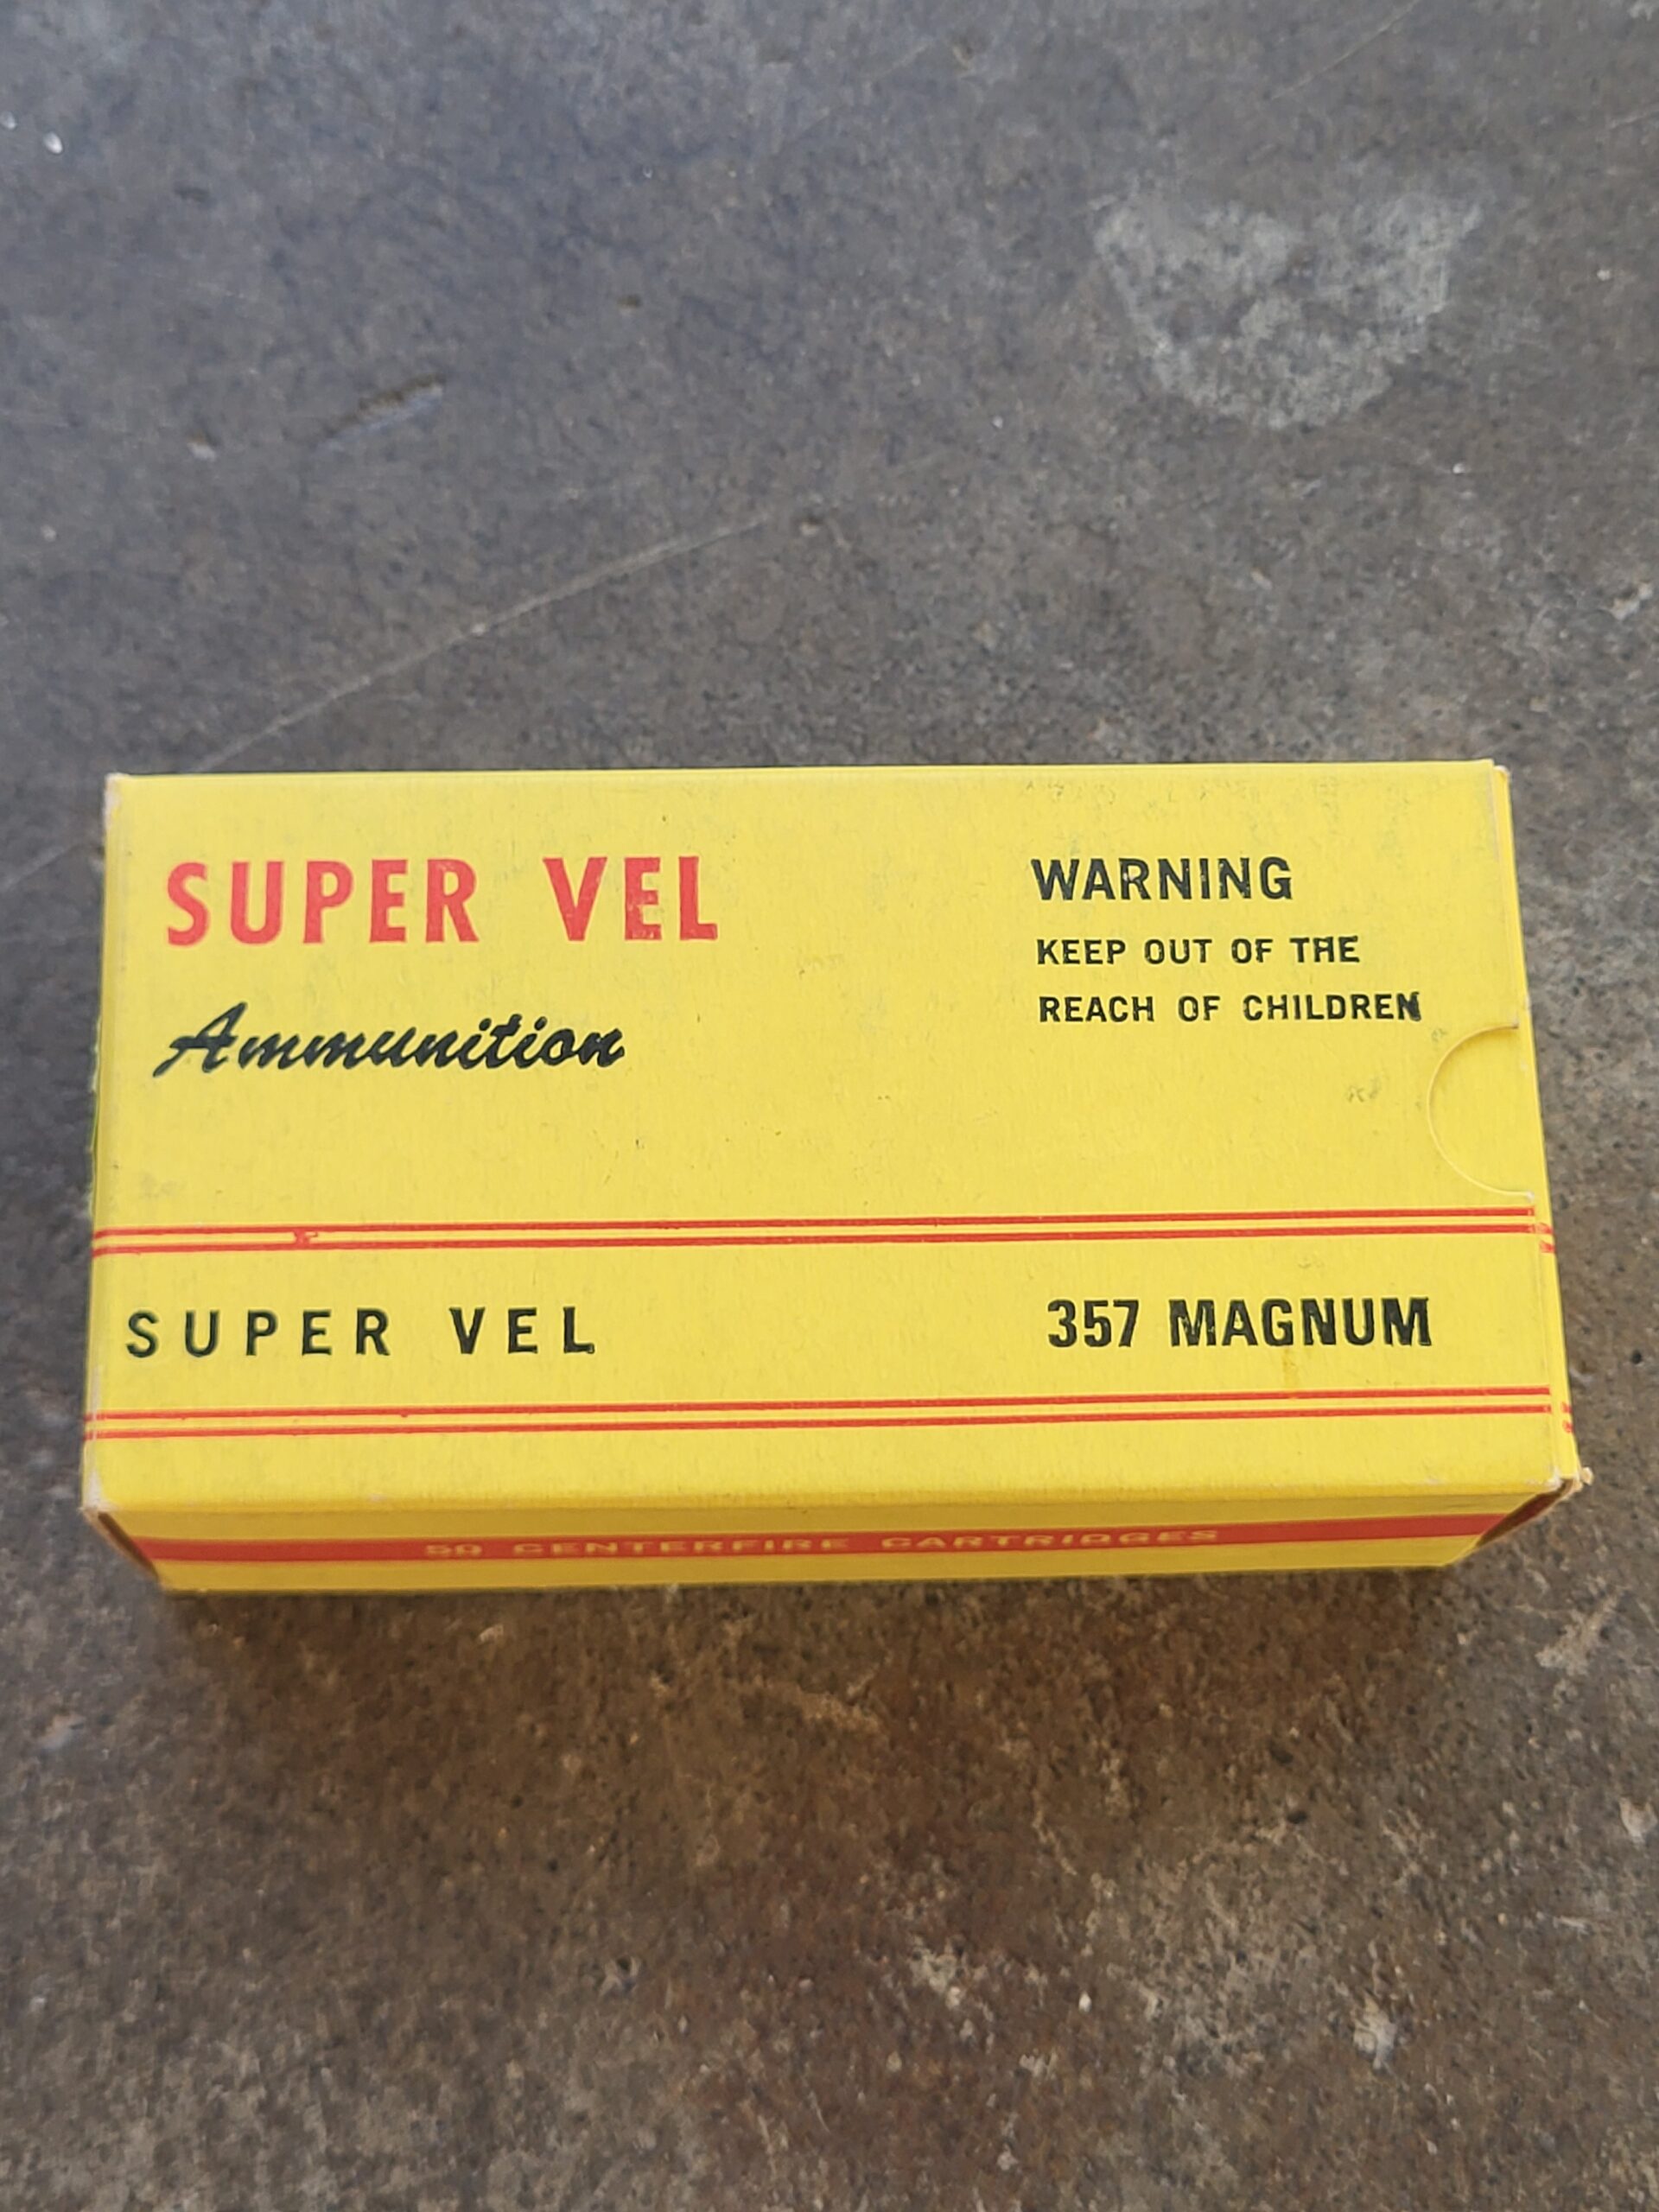 SUPER VEL
Ammunition
WARNING
KEEP OUT OF THE
REACH OF CHILDREN
SUPER VEL
357 MAGNUM
50 CENTERFIRE CARTRIDGES